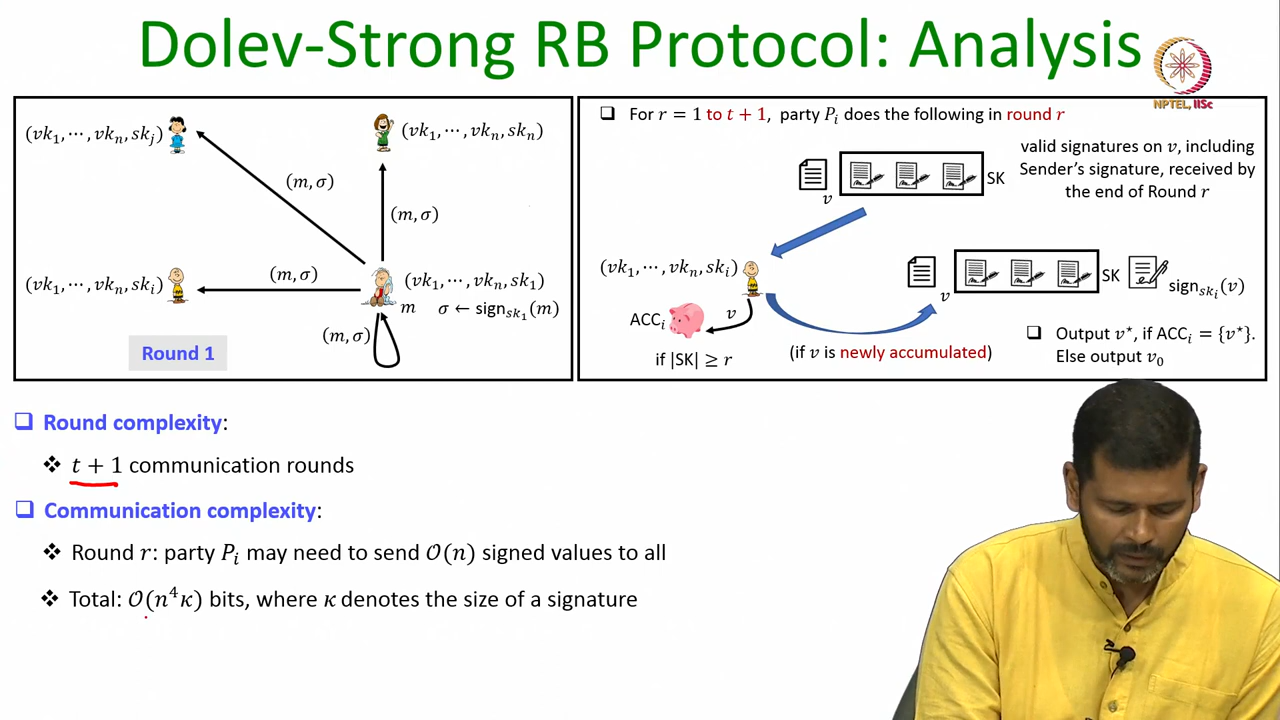 Dolev-Strong RB Protocol: Analysis
NPTEL, IISc
(vk₁, ⋯, vkₙ, skⱼ)
(vk₁, ⋯, vkₙ, skₙ)
(m, σ)
(m, σ)
(vk₁, ⋯, vkₙ, skᵢ)
(m, σ)
(vk₁, ⋯, vkₙ, sk₁)
m σ ← sign_{sk₁}(m)
(m, σ)
Round 1
❑ For r = 1 to t + 1, party Pᵢ does the following in round r
valid signatures on v, including
Sender's signature, received by
the end of Round r
v
SK
(vk₁, ⋯, vkₙ, skᵢ)
v
SK
sign_{skᵢ}(v)
ACCᵢ
v
if |SK| ≥ r
(if v is newly accumulated)
❑ Output v⋆, if ACCᵢ = {v⋆}.
Else output v₀
❑ Round complexity:
❖ t + 1 communication rounds
❑ Communication complexity:
❖ Round r: party Pᵢ may need to send 𝒪(n) signed values to all
❖ Total: 𝒪(n⁴κ) bits, where κ denotes the size of a signature